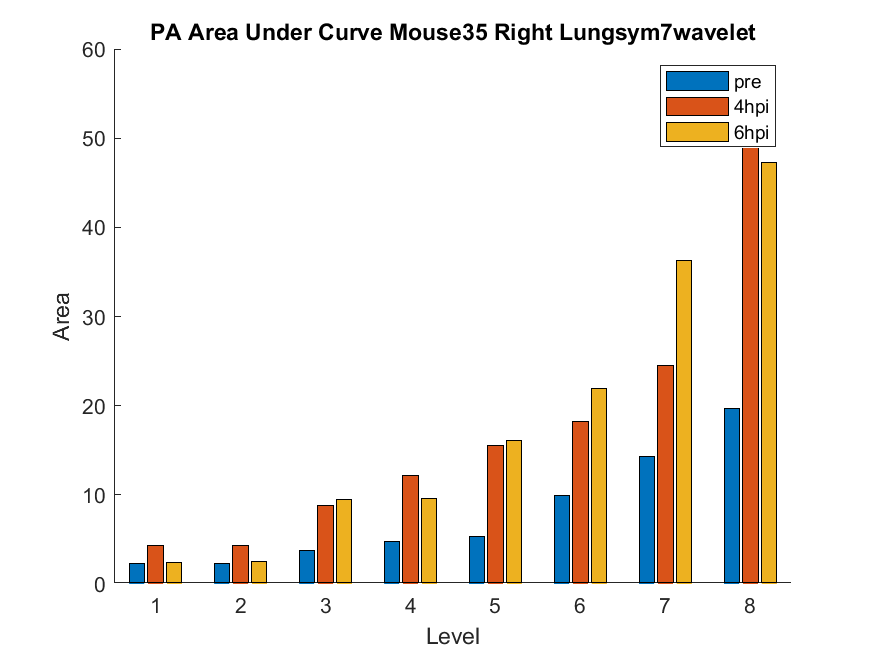 PA Area Under Curve Mouse35 Right Lungsym7wavelet
60
50
40
30
20
10
0
Area
pre
4hpi
6hpi
1 2 3 4 5 6 7 8
Level